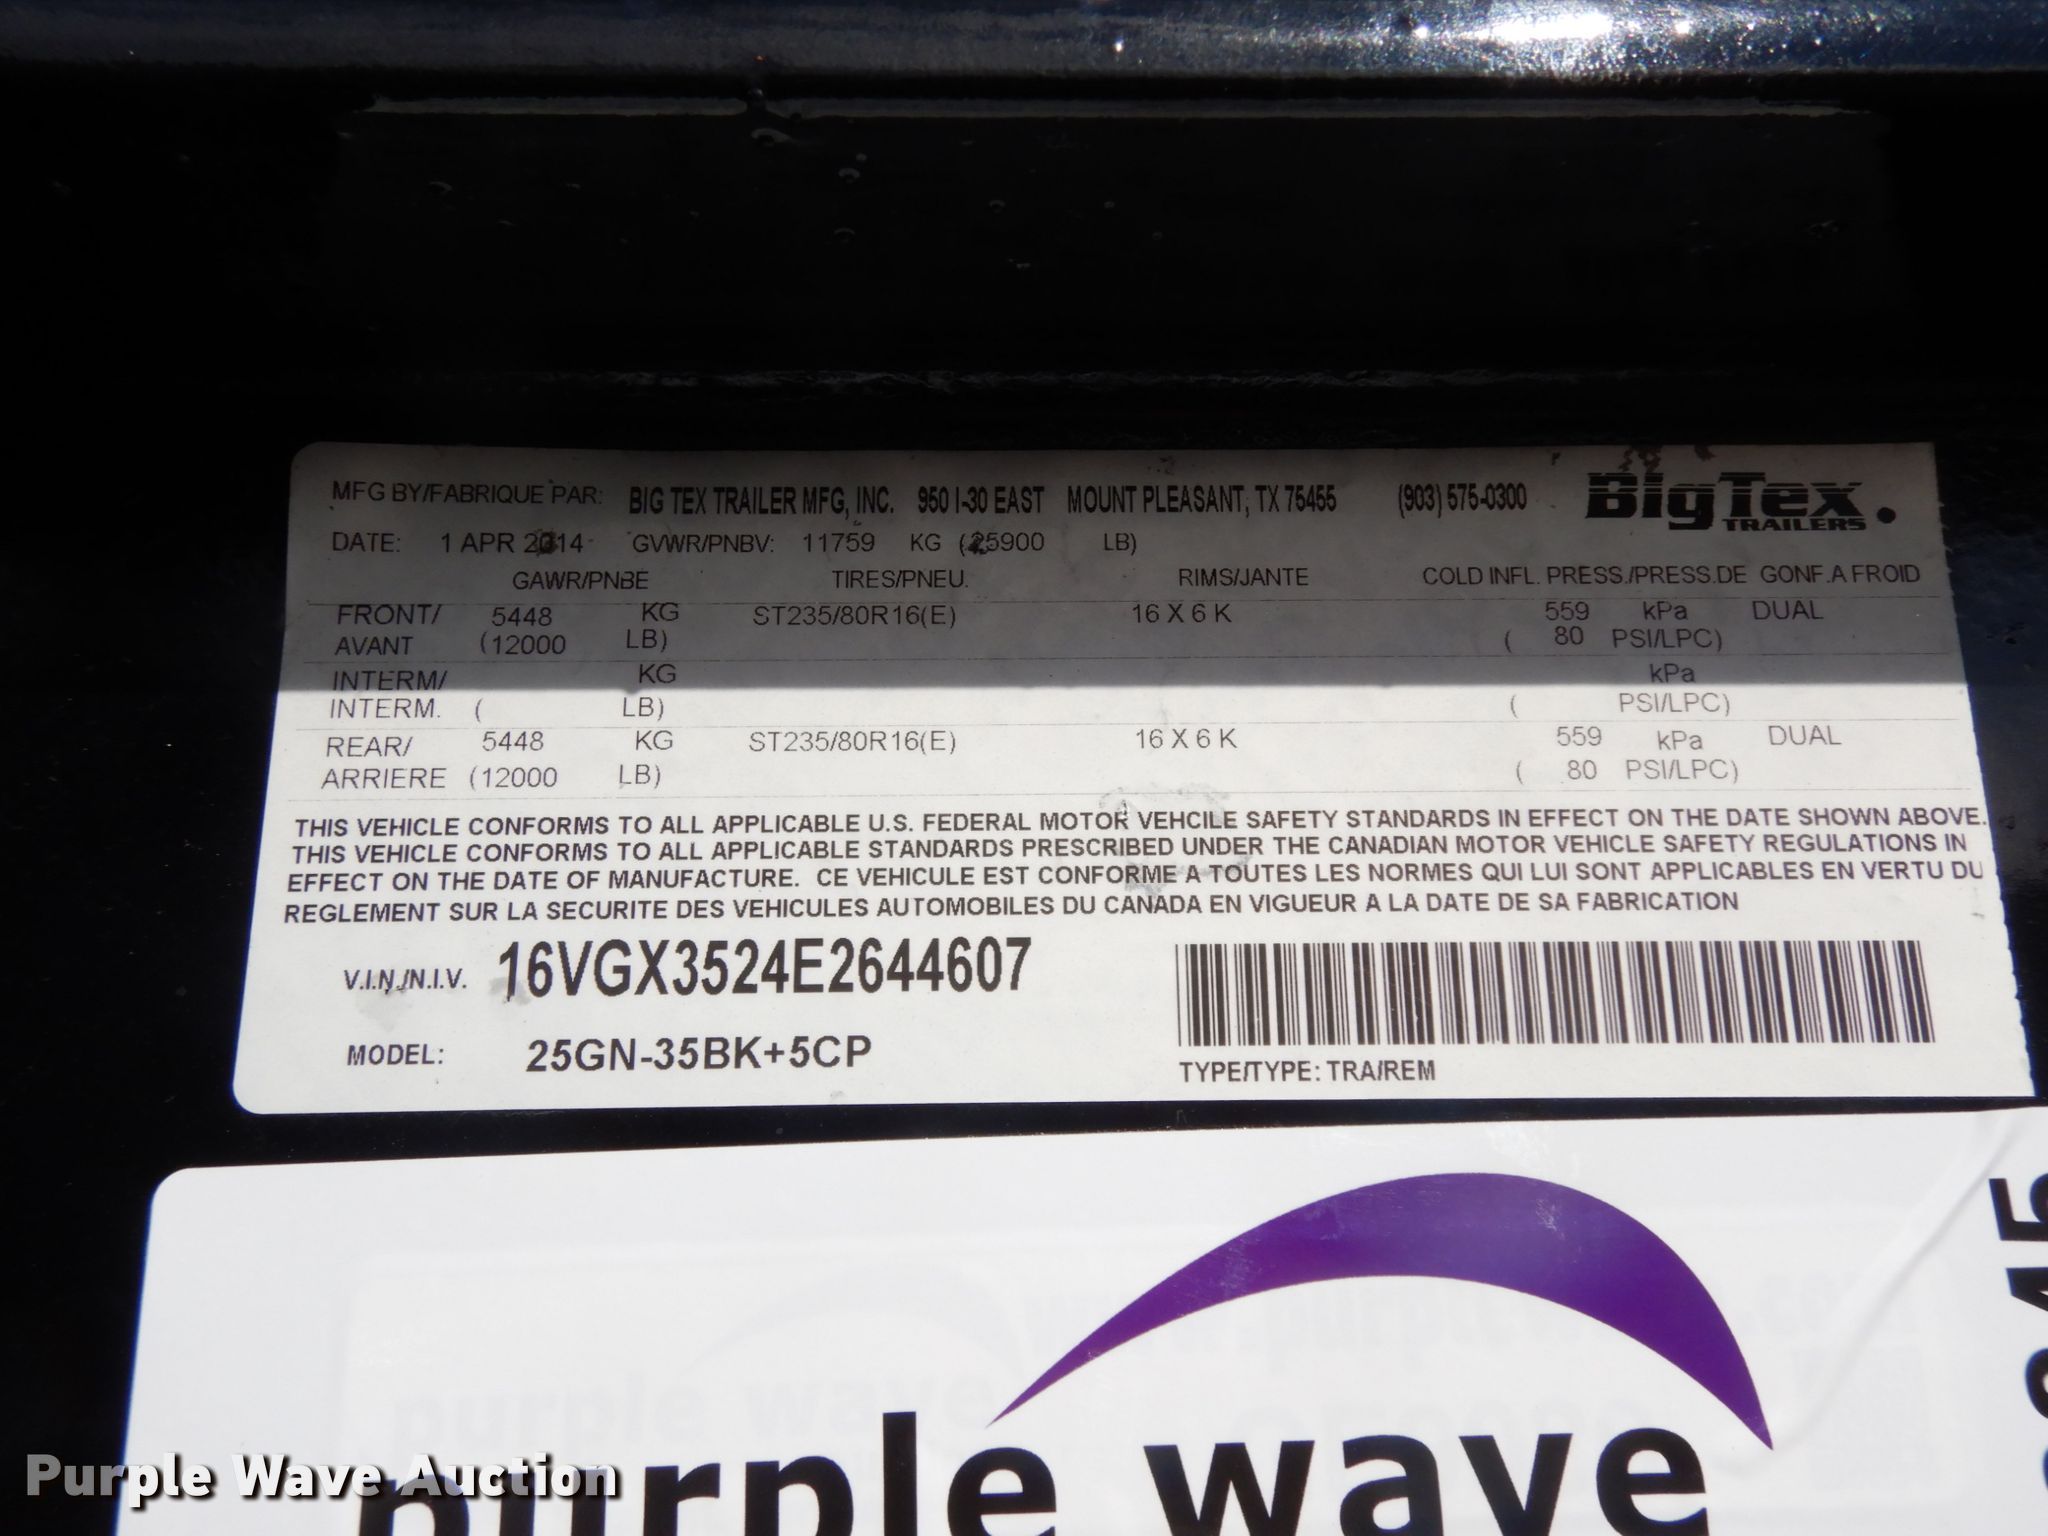 MFG BY/FABRIQUE PAR: BIG TEX TRAILER MFG, INC. 950 I-30 EAST MOUNT PLEASANT, TX 75455 (903) 575-0300 BigTex TRAILERS
DATE: 1 APR 2014 GVWR/PNBV: 11759 KG (25900 LB)
GAWR/PNBE TIRES/PNEU. RIMS/JANTE COLD INFL. PRESS./PRESS.DE GONF.A FROID
FRONT/ 5448 KG ST235/80R16(E) 16 X 6 K 559 kPa DUAL
AVANT (12000 LB) ( 80 PSI/LPC)
INTERM/ KG kPa
INTERM. ( LB) ( PSI/LPC)
REAR/ 5448 KG ST235/80R16(E) 16 X 6 K 559 kPa DUAL
ARRIERE (12000 LB) ( 80 PSI/LPC)
THIS VEHICLE CONFORMS TO ALL APPLICABLE U.S. FEDERAL MOTOR VEHCILE SAFETY STANDARDS IN EFFECT ON THE DATE SHOWN ABOVE.
THIS VEHICLE CONFORMS TO ALL APPLICABLE STANDARDS PRESCRIBED UNDER THE CANADIAN MOTOR VEHICLE SAFETY REGULATIONS IN
EFFECT ON THE DATE OF MANUFACTURE. CE VEHICULE EST CONFORME A TOUTES LES NORMES QUI LUI SONT APPLICABLES EN VERTU DU
REGLEMENT SUR LA SECURITE DES VEHICULES AUTOMOBILES DU CANADA EN VIGUEUR A LA DATE DE SA FABRICATION
V.I.N./N.I.V. 16VGX3524E2644607
MODEL: 25GN-35BK+5CP
TYPE/TYPE: TRA/REM
purple wave
Purple Wave Auction